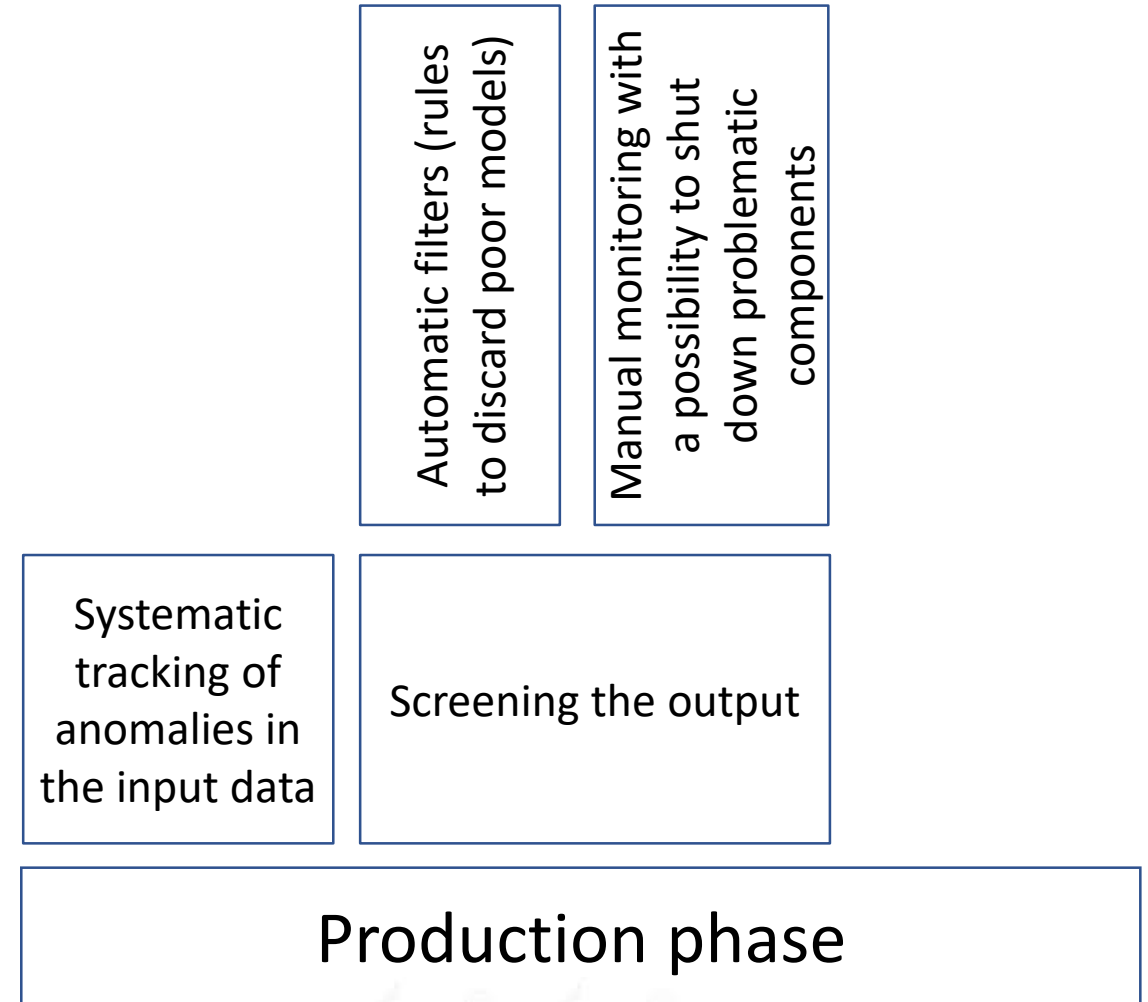 Automatic filters (rules
to discard poor models)
Manual monitoring with
a possibility to shut
down problematic
components
Systematic
tracking of
anomalies in
the input data
Screening the output
Production phase